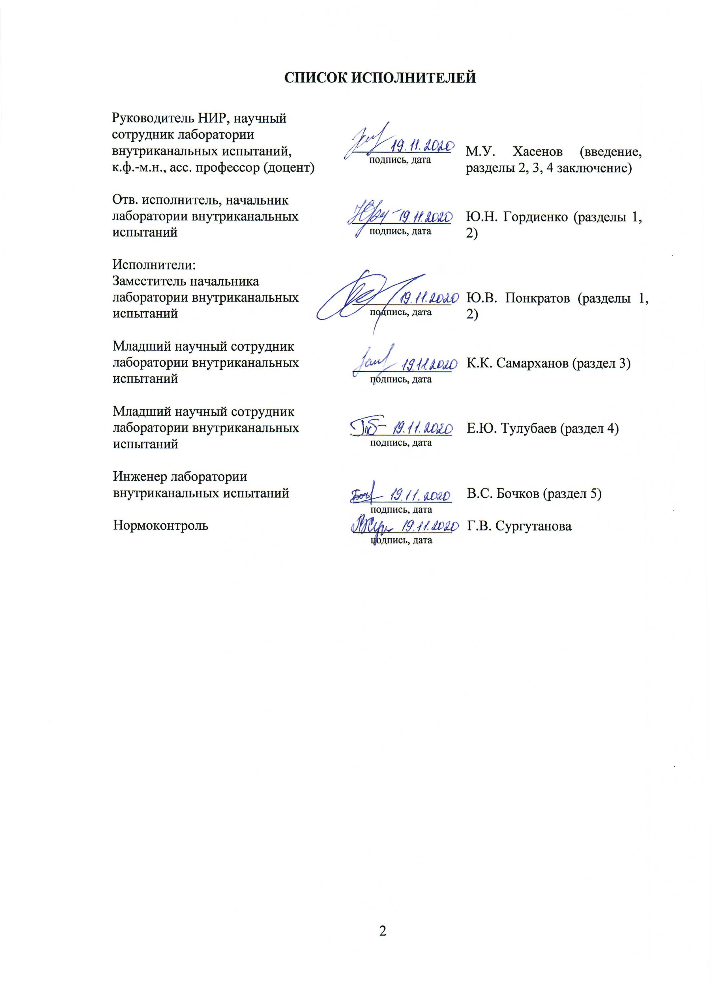 СПИСОК ИСПОЛНИТЕЛЕЙ
Руководитель НИР, научный
сотрудник лаборатории
внутриканальных испытаний,
к.ф.-м.н., асс. профессор (доцент)
19.11.2020
подпись, дата
М.У. Хасенов (введение,
разделы 2, 3, 4 заключение)
Отв. исполнитель, начальник
лаборатории внутриканальных
испытаний
19.11.2020
подпись, дата
Ю.Н. Гордиенко (разделы 1,
2)
Исполнители:
Заместитель начальника
лаборатории внутриканальных
испытаний
19.11.2020
подпись, дата
Ю.В. Понкратов (разделы 1,
2)
Младший научный сотрудник
лаборатории внутриканальных
испытаний
19.11.2020
подпись, дата
К.К. Самарханов (раздел 3)
Младший научный сотрудник
лаборатории внутриканальных
испытаний
19.11.2020
подпись, дата
Е.Ю. Тулубаев (раздел 4)
Инженер лаборатории
внутриканальных испытаний
19.11.2020
подпись, дата
В.С. Бочков (раздел 5)
Нормоконтроль
19.11.2020
подпись, дата
Г.В. Сургутанова
2